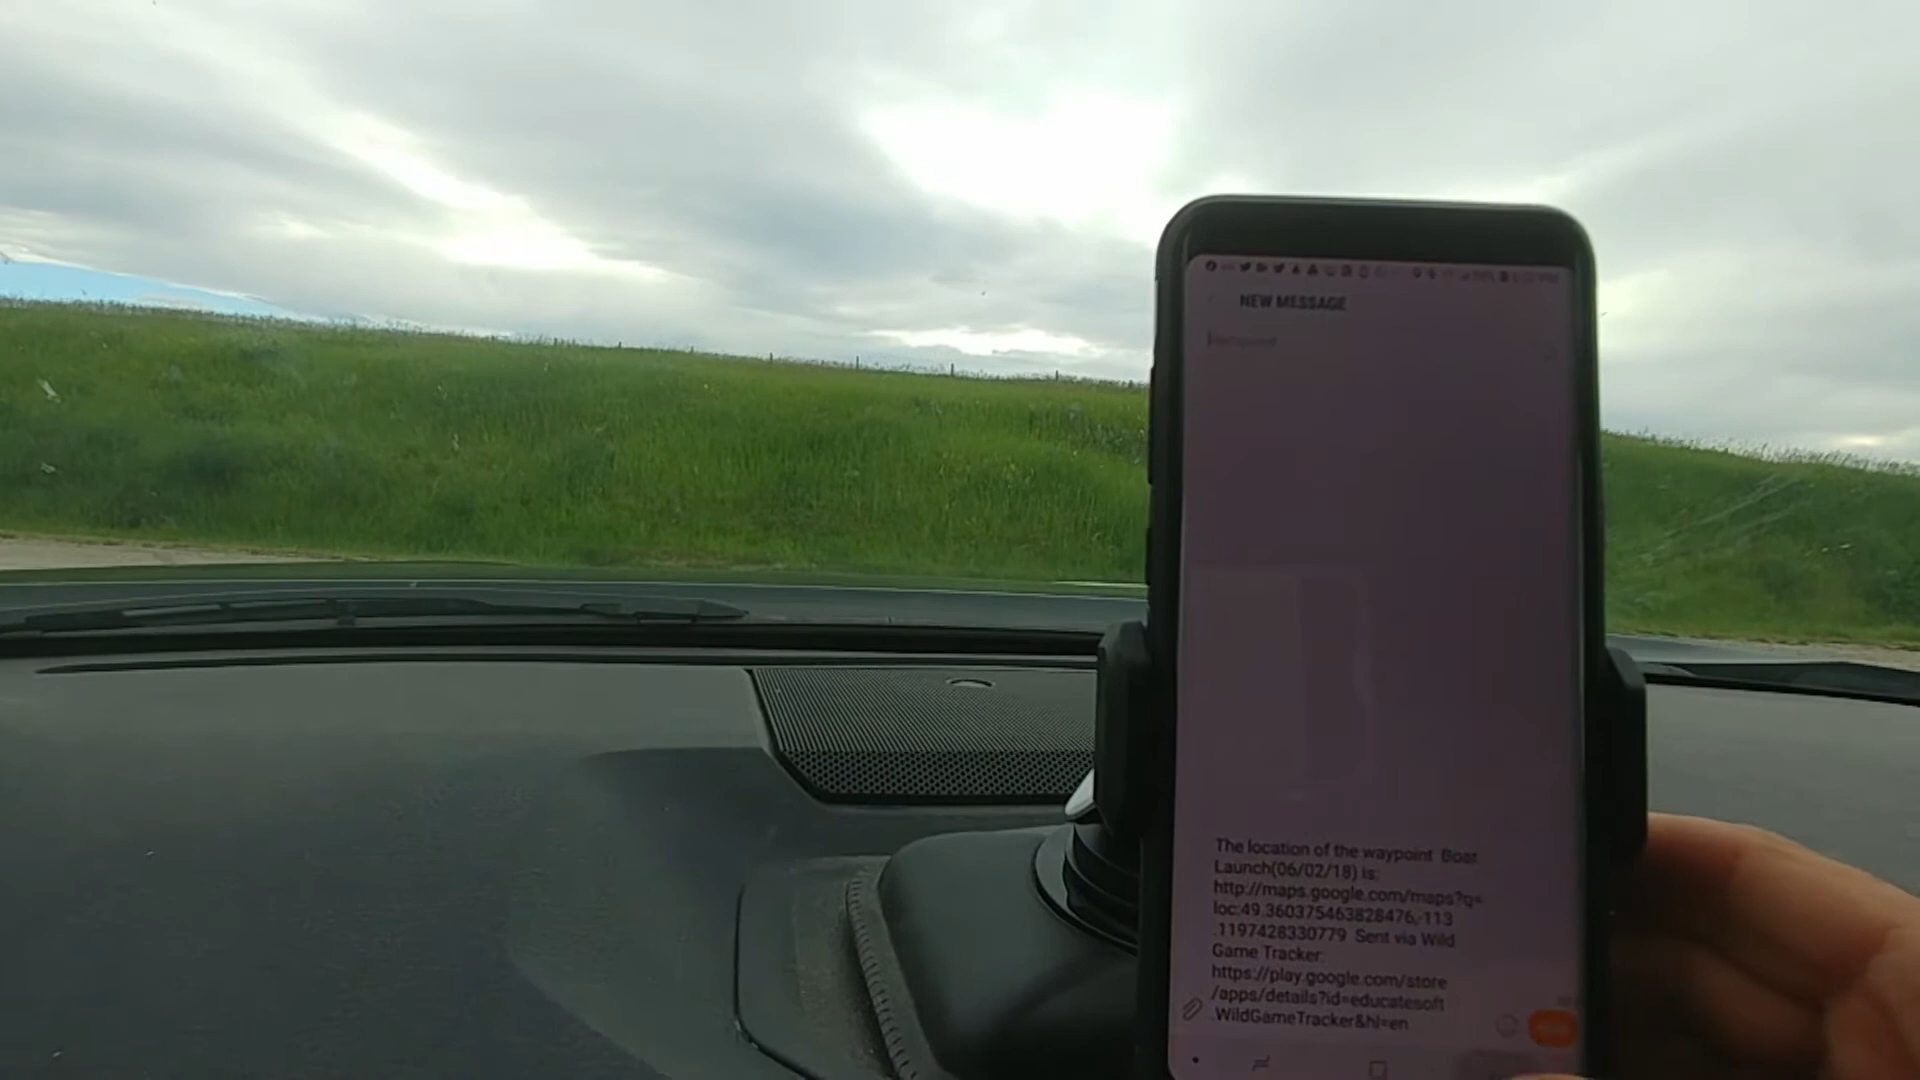 NEW MESSAGE
The location of the waypoint Boat
Launch(06/02/18) is:
http://maps.google.com/maps?q=
loc:49.360375463828476,-113
.1197428330779 Sent via Wild
Game Tracker:
https://play.google.com/store
/apps/details?id=educatesoft
.WildGameTracker&hl=en